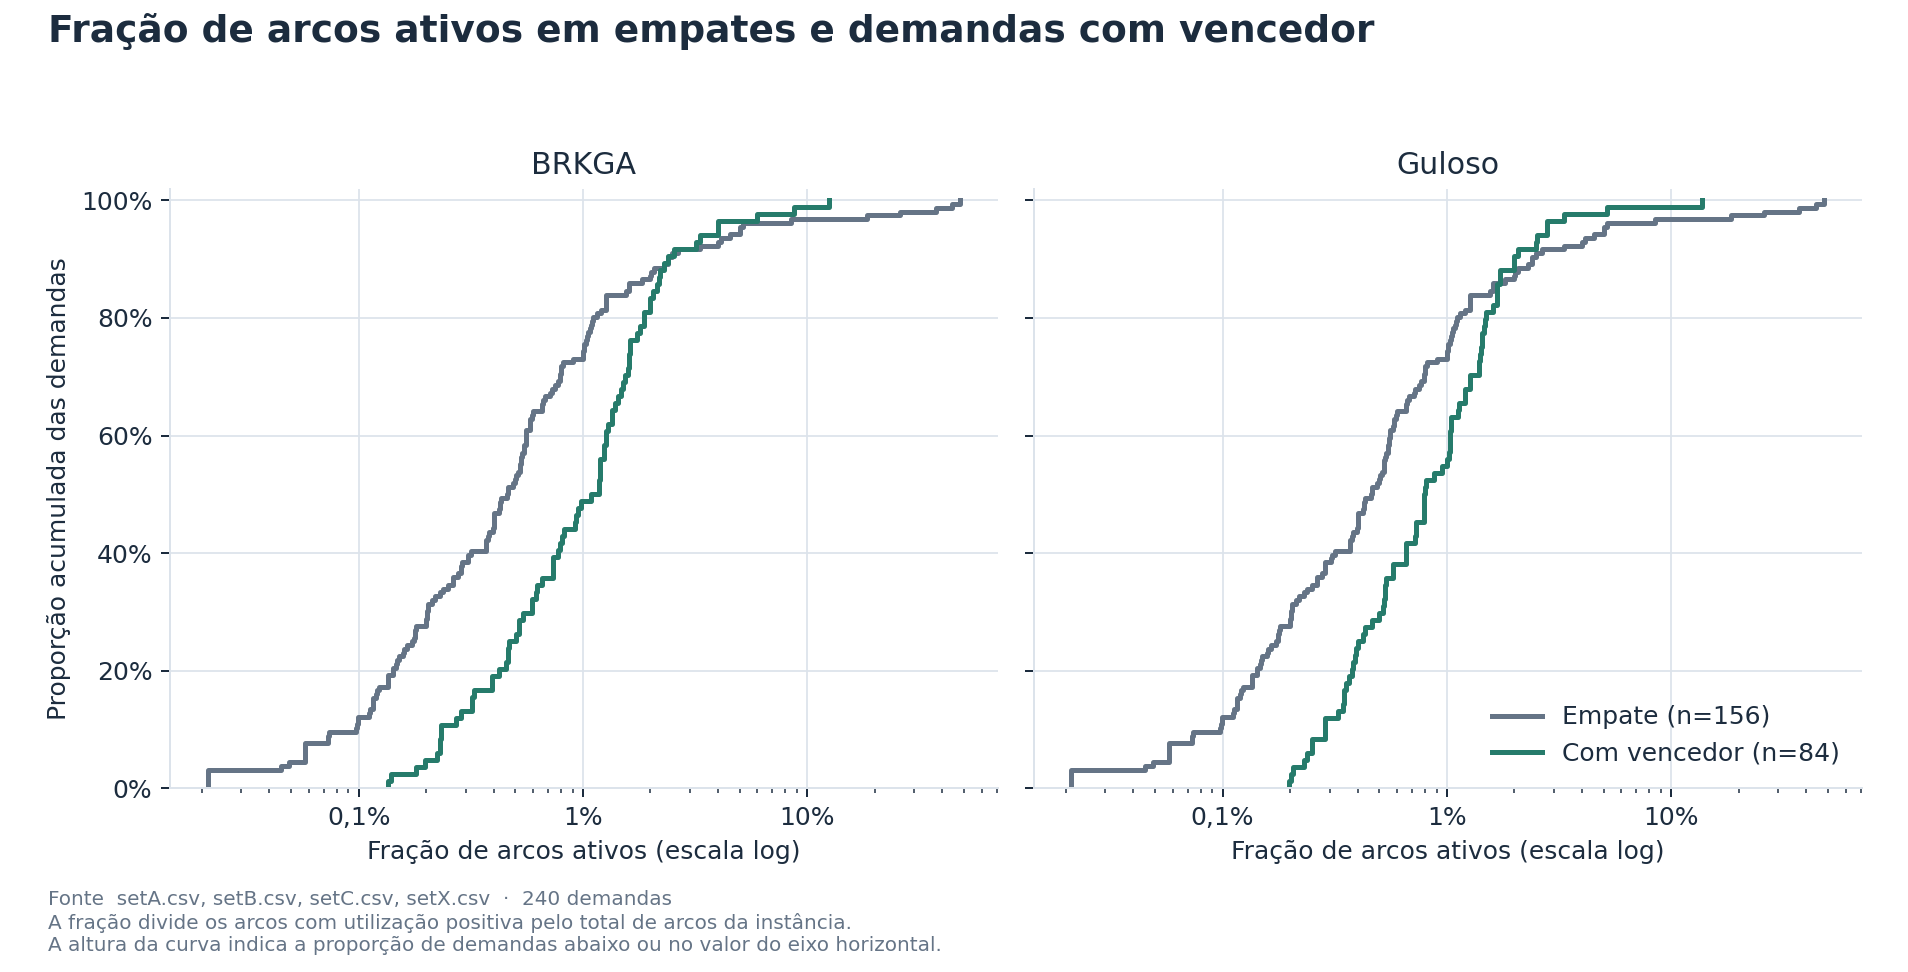 Fração de arcos ativos em empates e demandas com vencedor
BRKGA
Guloso
Proporção acumulada das demandas
100%
80%
60%
40%
20%
0%
0,1%
1%
10%
0,1%
1%
10%
Empate (n=156)
Com vencedor (n=84)
Fração de arcos ativos (escala log)
Fração de arcos ativos (escala log)
Fonte  setA.csv, setB.csv, setC.csv, setX.csv  ·  240 demandas
A fração divide os arcos com utilização positiva pelo total de arcos da instância.
A altura da curva indica a proporção de demandas abaixo ou no valor do eixo horizontal.